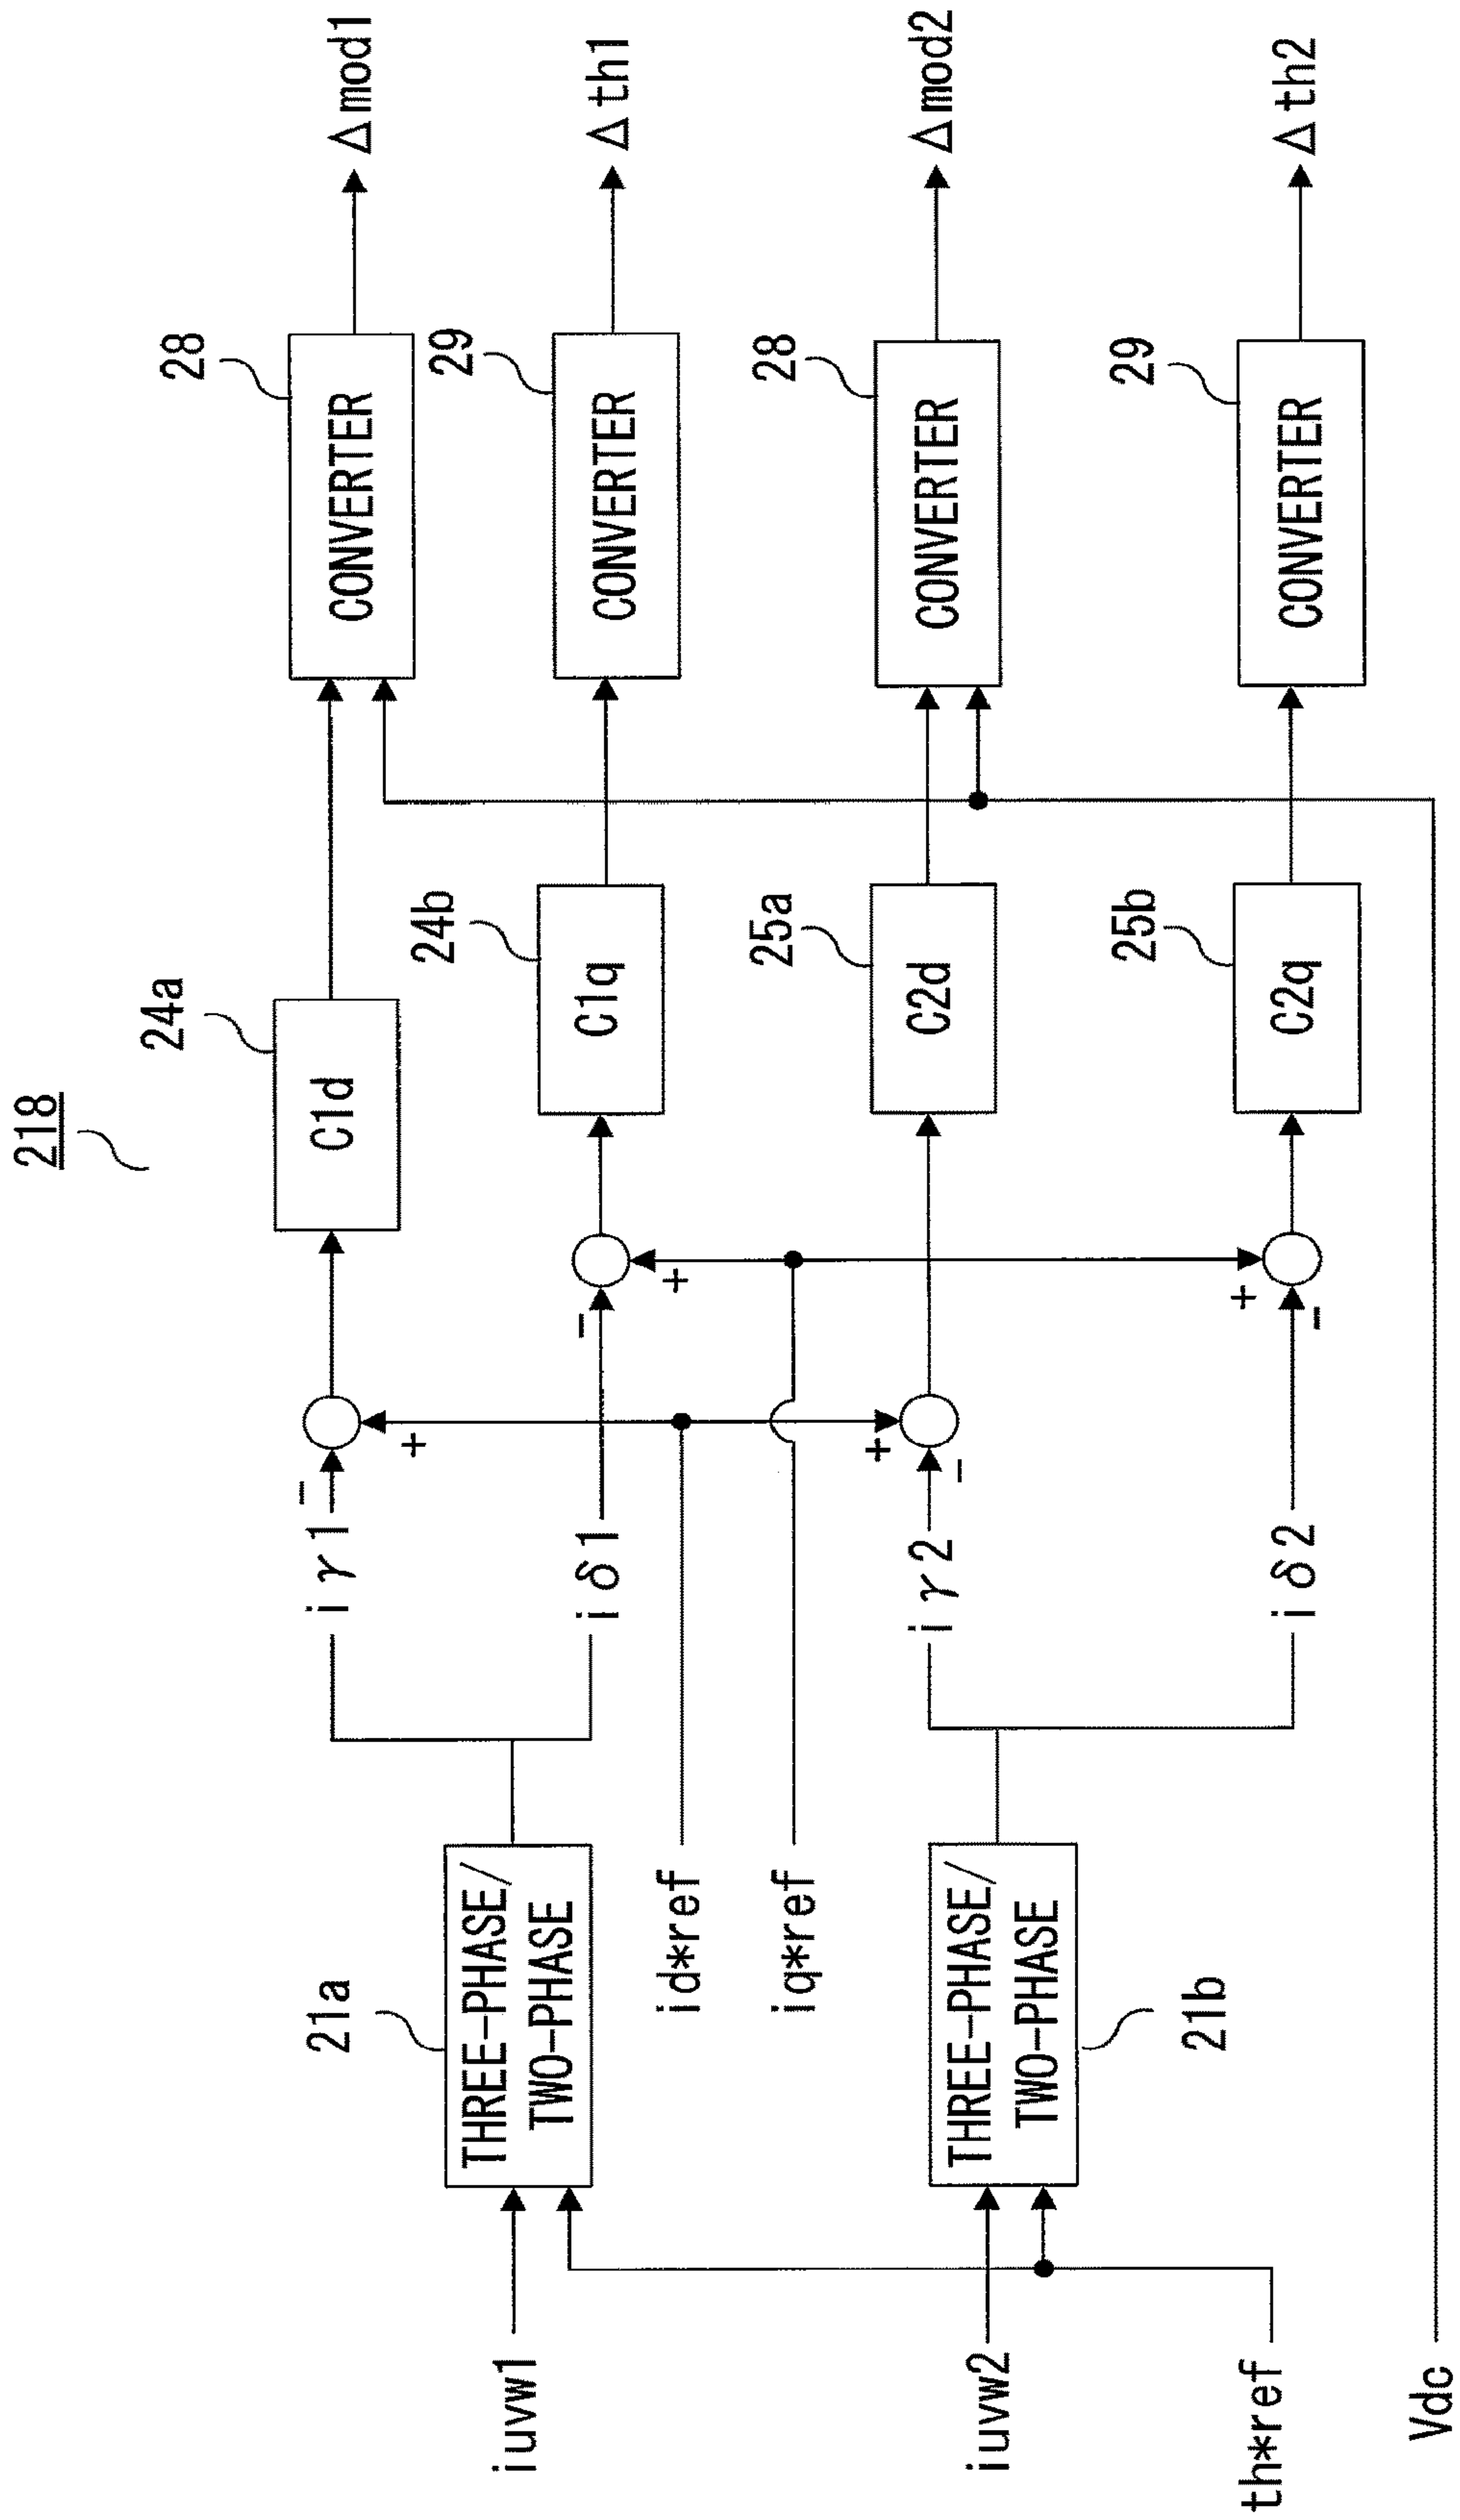 218
iuvw1
iuvw2
th*ref
Vdc
21a
THREE-PHASE/
TWO-PHASE
id*ref
iq*ref
THREE-PHASE/
TWO-PHASE
21b
iγ1
−
+
iδ1
−
+
iγ2
−
+
iδ2
−
+
24a
C1d
24b
C1q
25a
C2d
25b
C2q
28
CONVERTER
29
CONVERTER
28
CONVERTER
29
CONVERTER
Δmod1
Δth1
Δmod2
Δth2